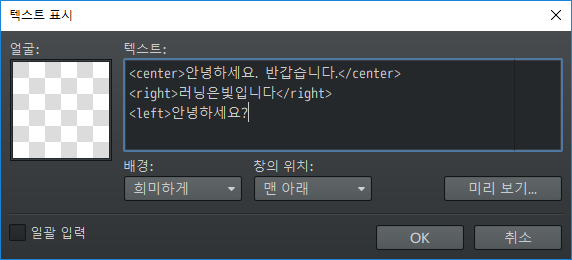 텍스트 표시
얼굴:
텍스트:
<center>안녕하세요. 반갑습니다.</center>
<right>러닝은빛입니다</right>
<left>안녕하세요?
배경:
창의 위치:
희미하게
맨 아래
미리 보기...
일괄 입력
OK
취소